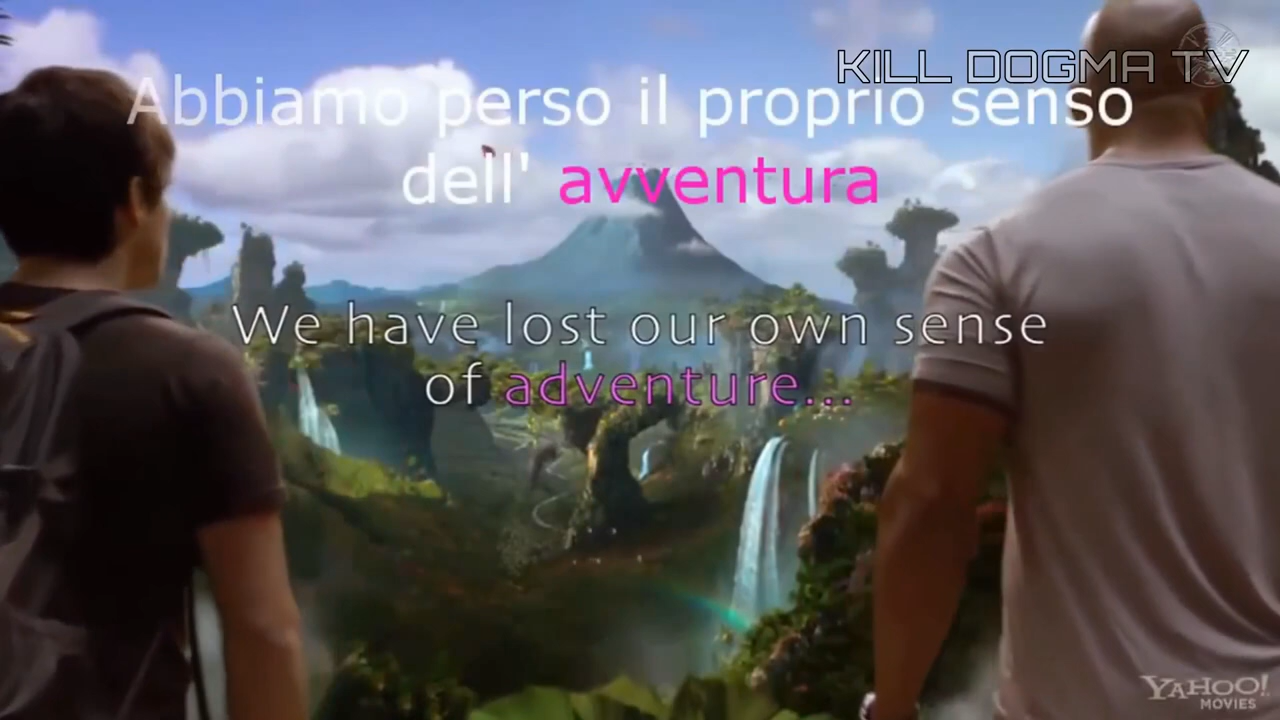 KILL DOGMA TV
Abbiamo perso il proprio senso
dell' avventura
We have lost our own sense
of adventure...
YAHOO!
MOVIES